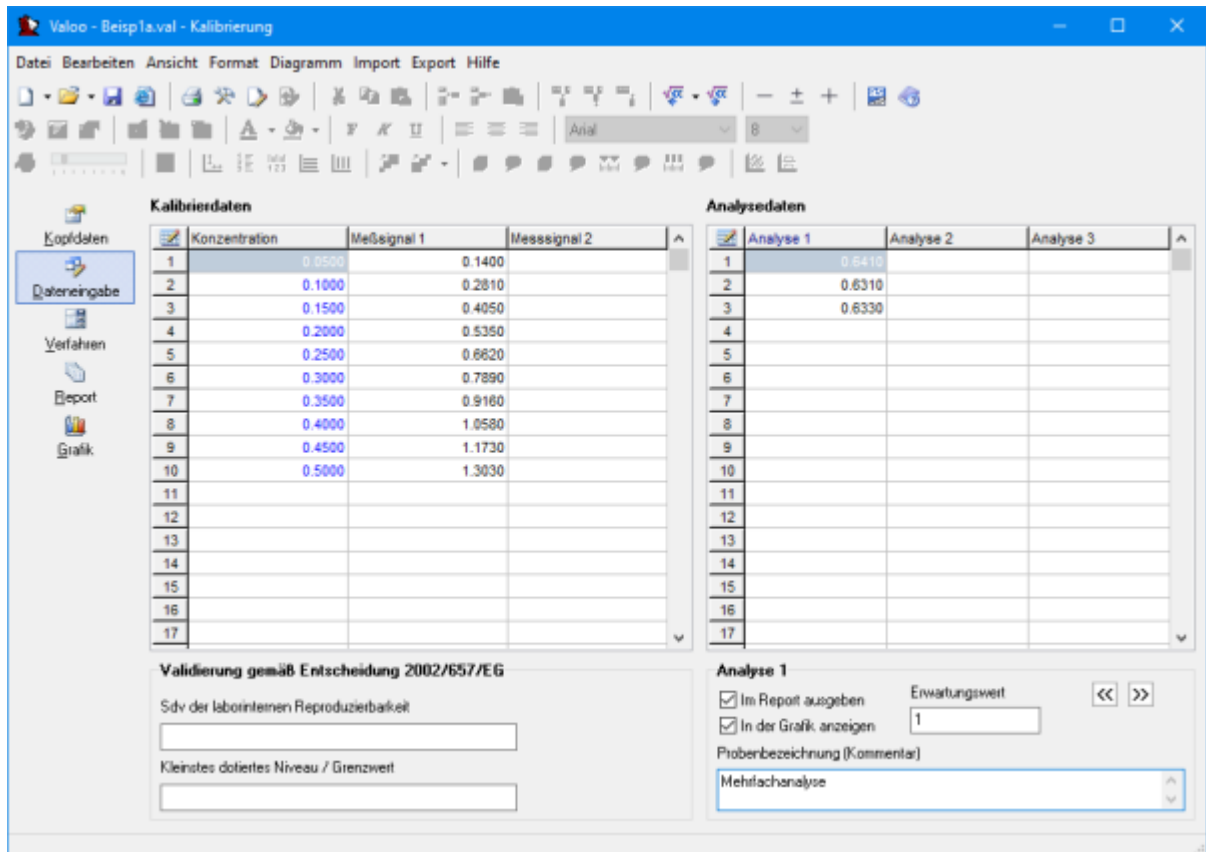 Valoo - Beisp1a.val - Kalibrierung
Datei Bearbeiten Ansicht Format Diagramm Import Export Hilfe
Arial 8
Kopfdaten
Dateneingabe
Verfahren
Report
Grafik
Kalibrierdaten
Konzentration Meßsignal 1 Messsignal 2
1 0.0500 0.1400
2 0.1000 0.2810
3 0.1500 0.4050
4 0.2000 0.5350
5 0.2500 0.6620
6 0.3000 0.7890
7 0.3500 0.9160
8 0.4000 1.0580
9 0.4500 1.1730
10 0.5000 1.3030
11
12
13
14
15
16
17
Analysedaten
Analyse 1 Analyse 2 Analyse 3
1 0.6410
2 0.6310
3 0.6330
4
5
6
7
8
9
10
11
12
13
14
15
16
17
Validierung gemäß Entscheidung 2002/657/EG
Sdv der laborinternen Reproduzierbarkeit
Kleinstes dotiertes Niveau / Grenzwert
Analyse 1
Im Report ausgeben
In der Grafik anzeigen
Erwartungswert
1
Probenbezeichnung (Kommentar)
Mehrfachanalyse